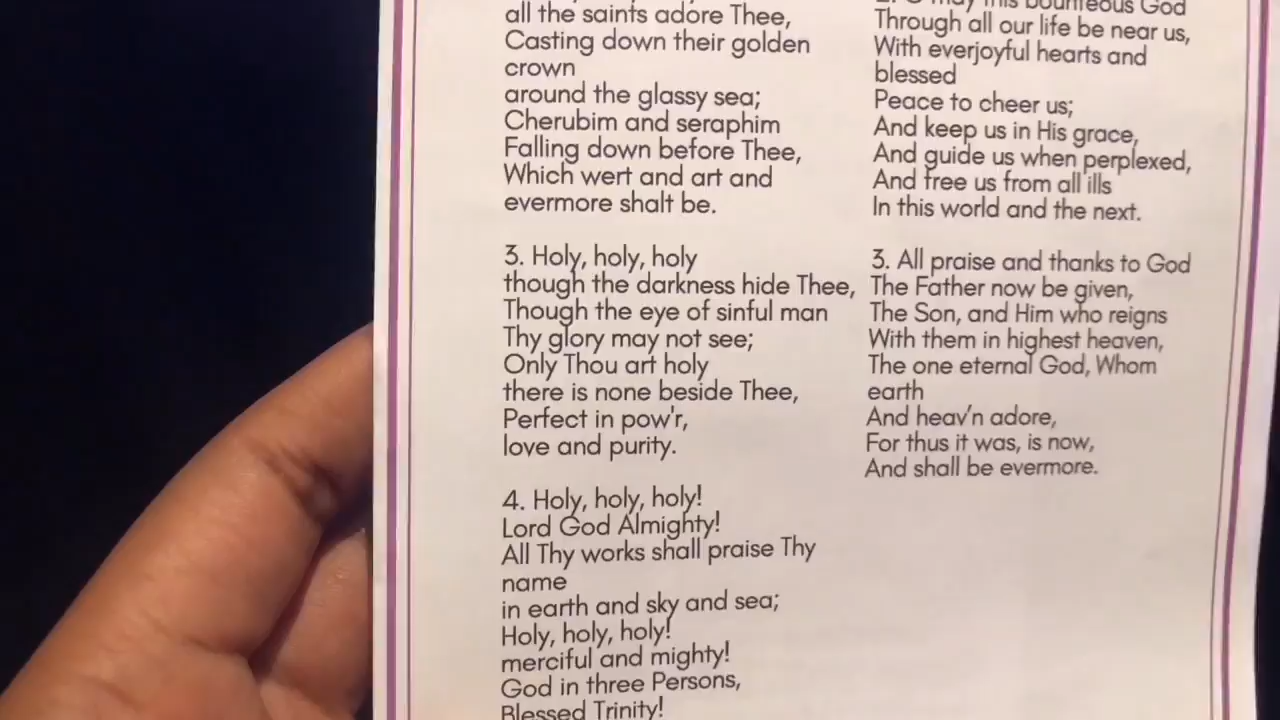 all the saints adore Thee,
Casting down their golden
crown
around the glassy sea;
Cherubim and seraphim
Falling down before Thee,
Which wert and art and
evermore shalt be.
3. Holy, holy, holy
though the darkness hide Thee,
Though the eye of sinful man
Thy glory may not see;
Only Thou art holy
there is none beside Thee,
Perfect in pow'r,
love and purity.
4. Holy, holy, holy!
Lord God Almighty!
All Thy works shall praise Thy
name
in earth and sky and sea;
Holy, holy, holy!
merciful and mighty!
God in three Persons,
Blessed Trinity!
may this bounteous God
Through all our life be near us,
With everjoyful hearts and
blessed
Peace to cheer us;
And keep us in His grace,
And guide us when perplexed,
And free us from all ills
In this world and the next.
3. All praise and thanks to God
The Father now be given,
The Son, and Him who reigns
With them in highest heaven,
The one eternal God, Whom
earth
And heav'n adore,
For thus it was, is now,
And shall be evermore.